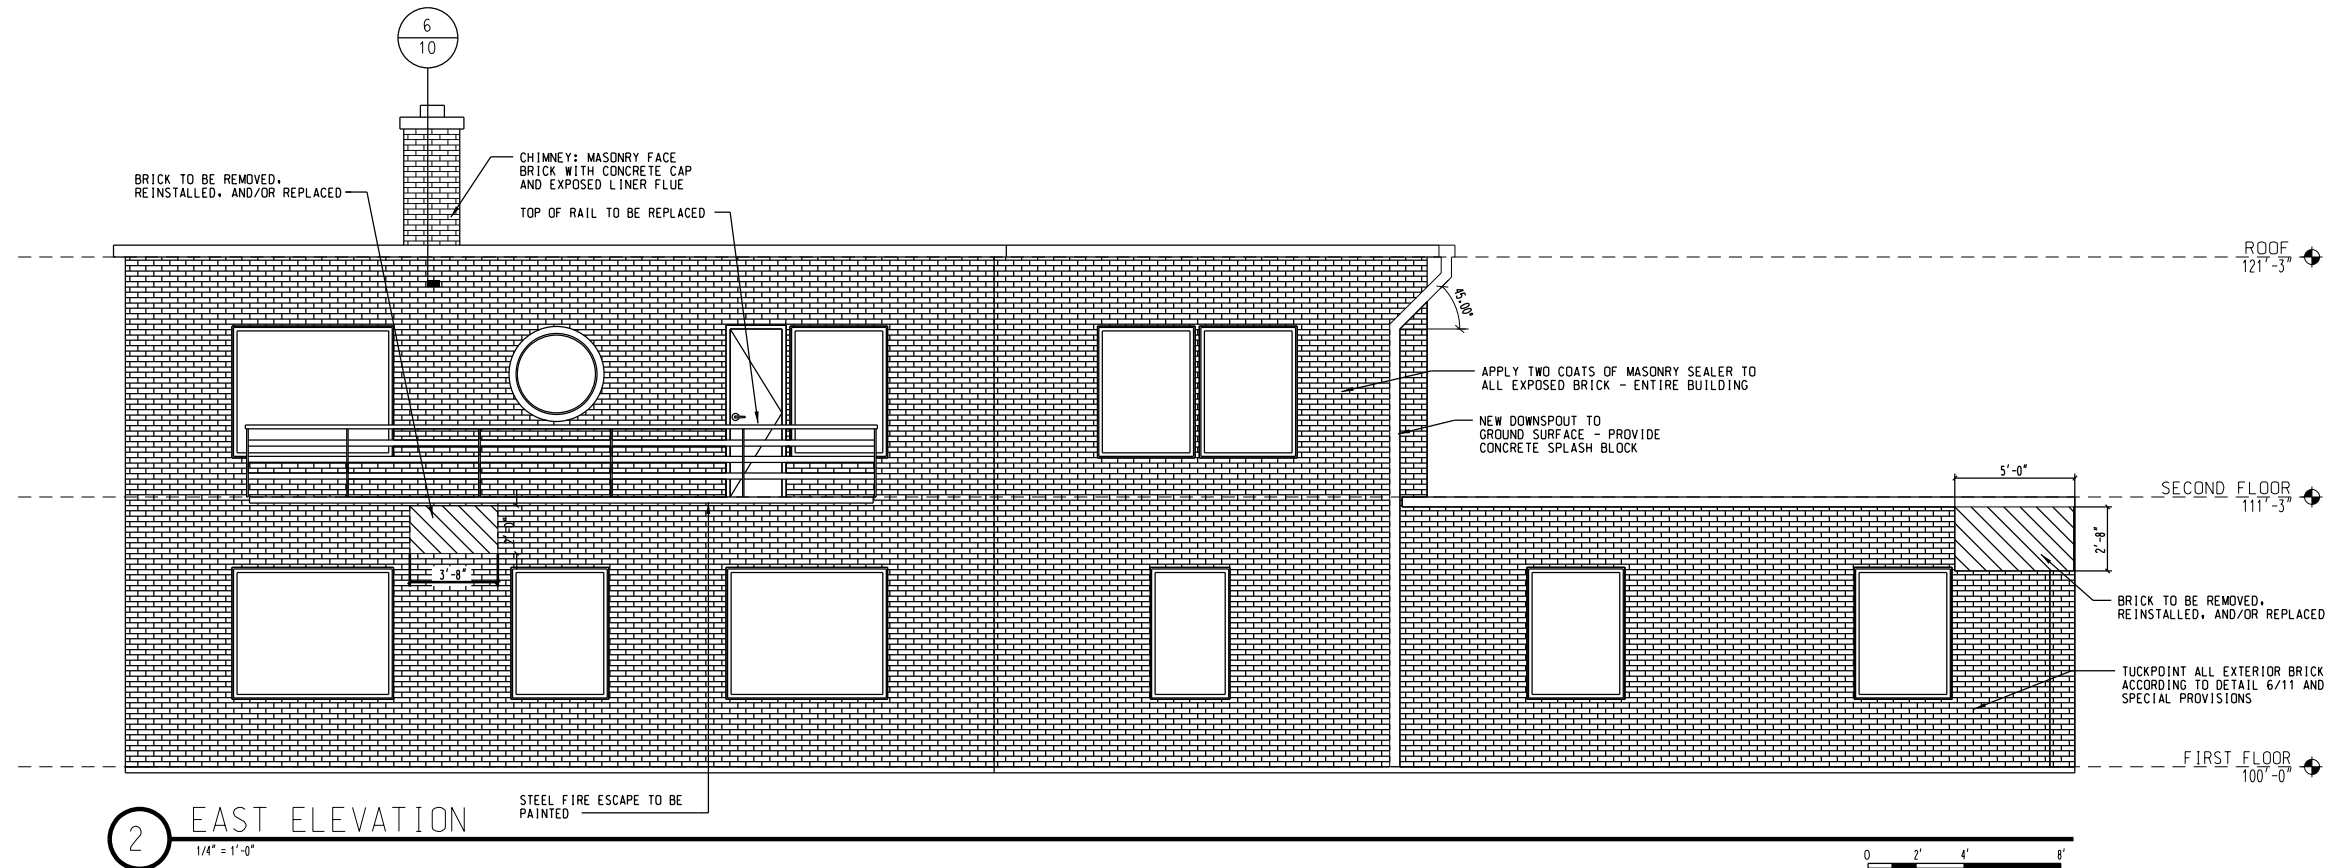 6
10
CHIMNEY: MASONRY FACE
BRICK WITH CONCRETE CAP
AND EXPOSED LINER FLUE
BRICK TO BE REMOVED,
REINSTALLED, AND/OR REPLACED
TOP OF RAIL TO BE REPLACED
ROOF
121'-3"
45.00°
APPLY TWO COATS OF MASONRY SEALER TO
ALL EXPOSED BRICK - ENTIRE BUILDING
NEW DOWNSPOUT TO
GROUND SURFACE - PROVIDE
CONCRETE SPLASH BLOCK
5'-0"
SECOND FLOOR
111'-3"
2'-0"
2'-8"
3'-8"
BRICK TO BE REMOVED,
REINSTALLED, AND/OR REPLACED
TUCKPOINT ALL EXTERIOR BRICK
ACCORDING TO DETAIL 6/11 AND
SPECIAL PROVISIONS
FIRST FLOOR
100'-0"
STEEL FIRE ESCAPE TO BE
PAINTED
2
EAST ELEVATION
1/4" = 1'-0"
0 2' 4' 8'